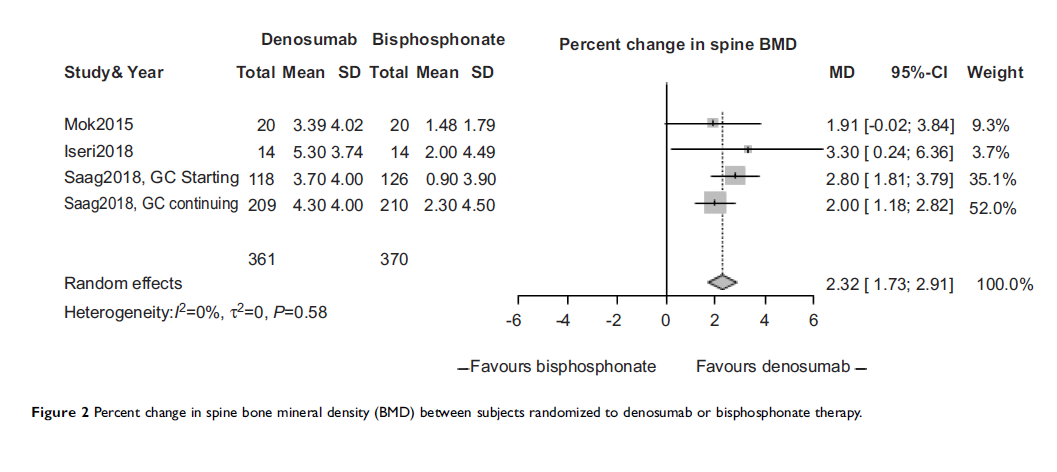 Denosumab Bisphosphonate Percent change in spine BMD
Study& Year Total Mean SD Total Mean SD MD 95%-CI Weight
Mok2015 20 3.39 4.02 20 1.48 1.79 1.91 [-0.02; 3.84] 9.3%
Iseri2018 14 5.30 3.74 14 2.00 4.49 3.30 [ 0.24; 6.36] 3.7%
Saag2018, GC Starting 118 3.70 4.00 126 0.90 3.90 2.80 [ 1.81; 3.79] 35.1%
Saag2018, GC continuing 209 4.30 4.00 210 2.30 4.50 2.00 [ 1.18; 2.82] 52.0%
361 370
Random effects 2.32 [ 1.73; 2.91] 100.0%
Heterogeneity:I²=0%, τ²=0, P=0.58
-6 -4 -2 0 2 4 6
Favours bisphosphonate Favours denosumab
Figure 2 Percent change in spine bone mineral density (BMD) between subjects randomized to denosumab or bisphosphonate therapy.